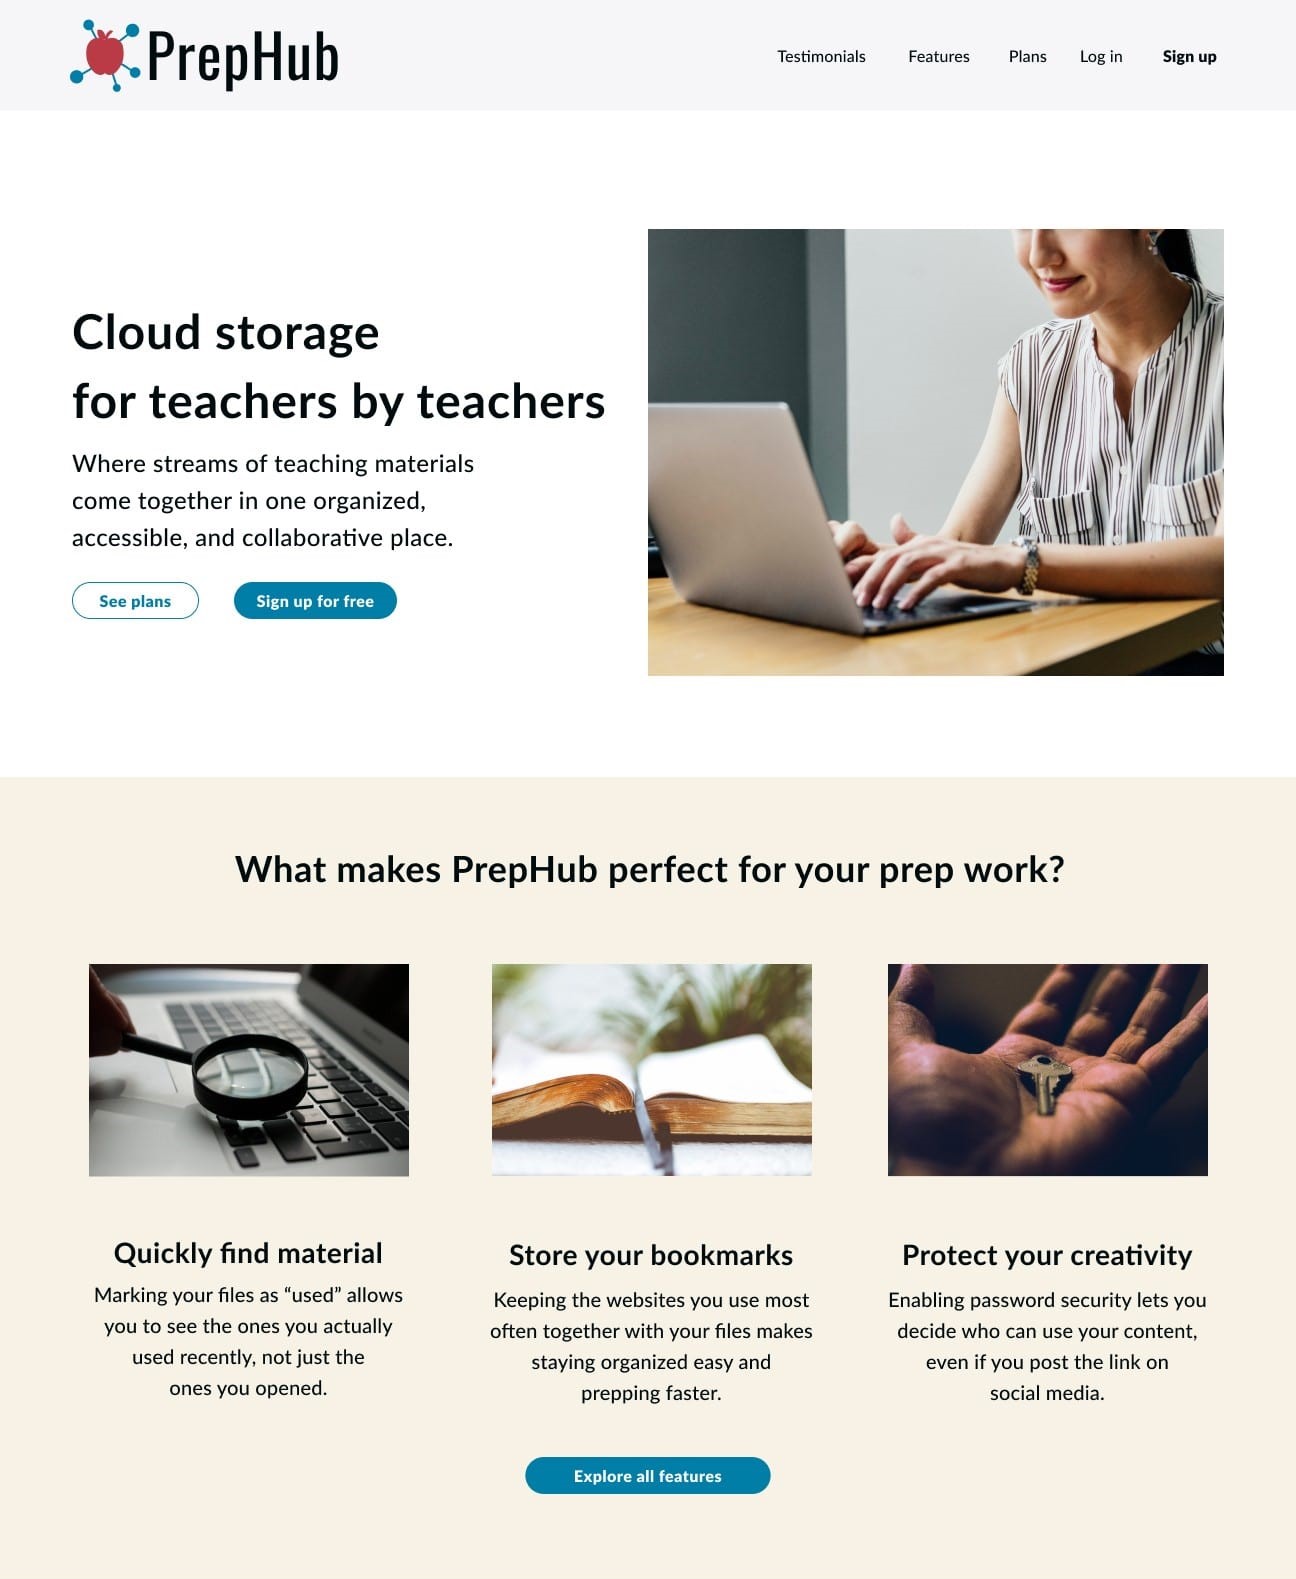 PrepHub
Testimonials Features Plans Log in Sign up
Cloud storage
for teachers by teachers
Where streams of teaching materials
come together in one organized,
accessible, and collaborative place.
See plans Sign up for free
What makes PrepHub perfect for your prep work?
Quickly find material
Marking your files as “used” allows
you to see the ones you actually
used recently, not just the
ones you opened.
Store your bookmarks
Keeping the websites you use most
often together with your files makes
staying organized easy and
prepping faster.
Protect your creativity
Enabling password security lets you
decide who can use your content,
even if you post the link on
social media.
Explore all features